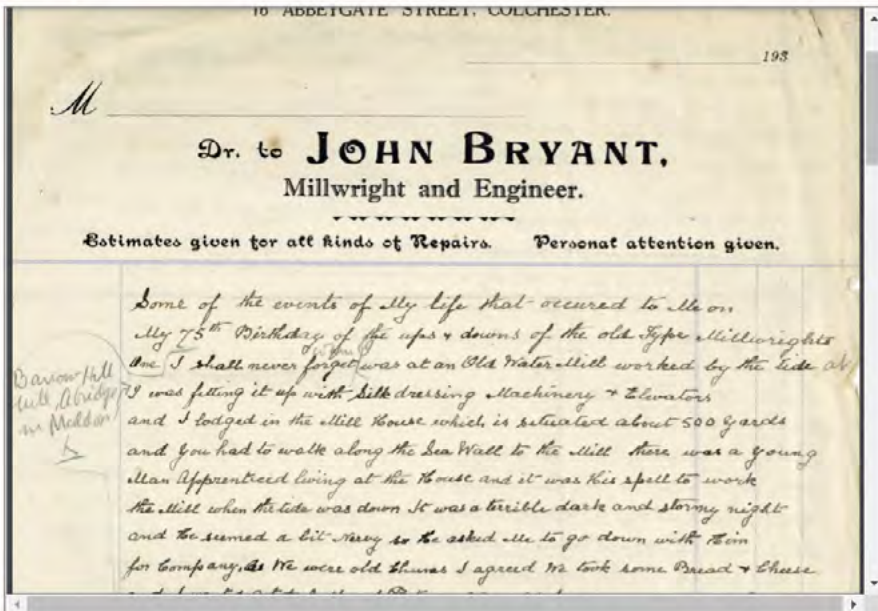 16 ABBEYGATE STREET, COLCHESTER.
193
M
Dr. to JOHN BRYANT,
Millwright and Engineer.
Estimates given for all kinds of Repairs. Personal attention given.
Some of the events of My life that occured to Me on
My 75th Birthday of the ups & downs of the old Type Millwrights
One I shall never forget when was at an Old Water Mill worked by the tide at
Barrow Hill
Mill, Abridge
in Maldon
I was fitting it up with Silk dressing Machinery & Elevators
and I lodged in the Mill House which is situated about 500 yards
and you had to walk along the Sea Wall to the Mill there was a young
Man Apprenticed living at the House and it was his spell to work
the Mill when the tide was down It was a terrible dark and stormy night
and he seemed a bit Nervy so he asked Me to go down with Him
for Company, As We were old Chums I agreed We took some Bread & Cheese